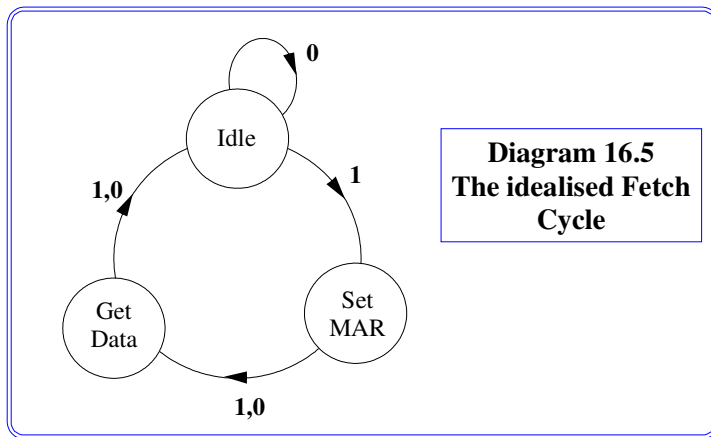 0
Idle
1
1,0
Diagram 16.5
The idealised Fetch
Cycle
Get
Data
Set
MAR
1,0